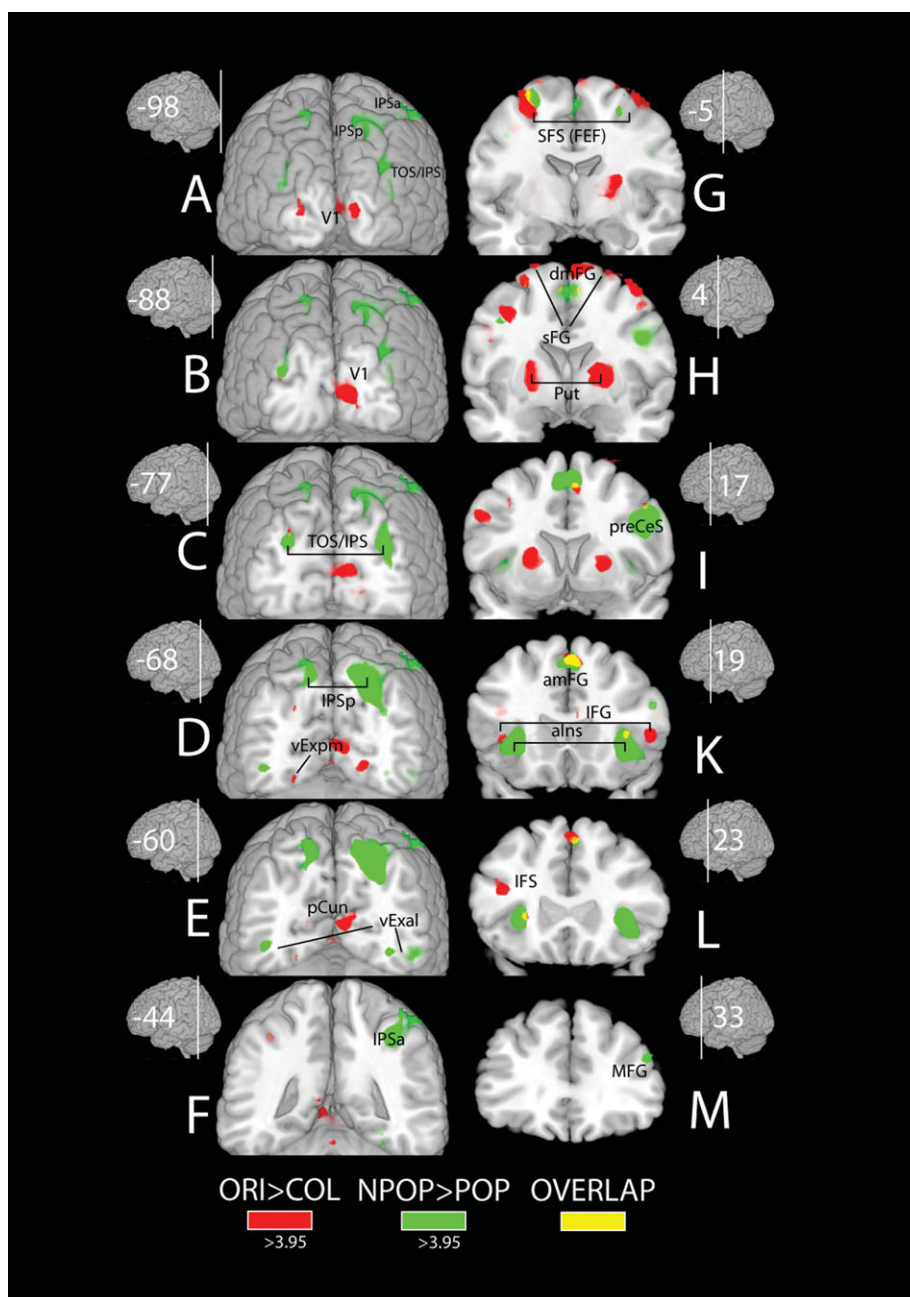 -98
IPSa
IPSp
TOS/IPS
V1
A
-88
V1
B
-77
TOS/IPS
C
-68
IPSp
vExpm
D
-60
pCun
vExal
E
-44
IPSa
F
-5
SFS (FEF)
G
4
dmFG
sFG
Put
H
17
preCeS
I
19
amFG
IFG
aIns
K
23
IFS
L
33
MFG
M
ORI>COL NPOP>POP OVERLAP
>3.95 >3.95